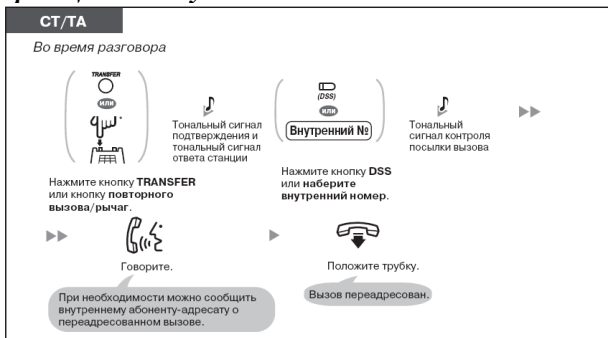 СТ/ТА
Во время разговора
TRANSFER
или
Тональный сигнал
подтверждения и
тональный сигнал
ответа станции
(DSS)
или
Внутренний №
Тональный
сигнал контроля
посылки вызова
Нажмите кнопку TRANSFER
или кнопку повторного
вызова/рычаг.
Нажмите кнопку DSS
или наберите
внутренний номер.
Говорите.
При необходимости можно сообщить
внутреннему абоненту-адресату о
переадресованном вызове.
Положите трубку.
Вызов переадресован.